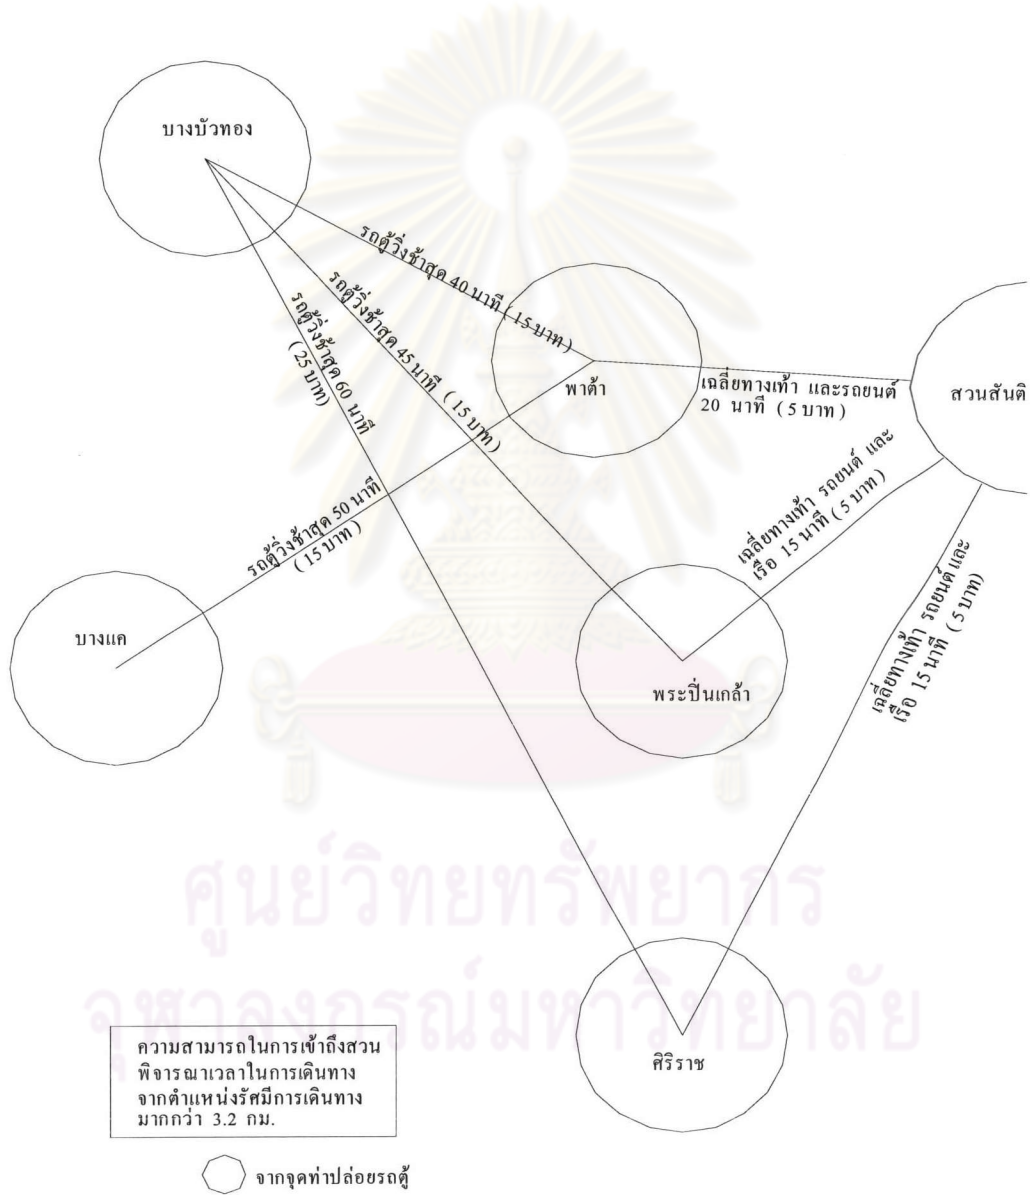 บางบัวทอง
รถตู้วิ่งช้าสุด 40 นาที ( 15 บาท )
รถตู้วิ่งช้าสุด 45 นาที ( 15 บาท )
รถตู้วิ่งช้าสุด 60 นาที
( 25 บาท )
พาต้า
เฉลี่ยทางเท้า และรถยนต์
20 นาที ( 5 บาท )
สวนสันติ
เฉลี่ยทางเท้า รถยนต์ และ
เรือ 15 นาที ( 5 บาท )
รถตู้วิ่งช้าสุด 50 นาที
( 15 บาท )
เฉลี่ยทางเท้า รถยนต์ และ
เรือ 15 นาที ( 5 บาท )
บางแค
พระปิ่นเกล้า
ศูนย์วิทยทรัพยากร
จุฬาลงกรณ์มหาวิทยาลัย
ความสามารถในการเข้าถึงสวน
พิจารณาเวลาในการเดินทาง
จากตำแหน่งรัศมีการเดินทาง
มากกว่า 3.2 กม.
ศิริราช
จากจุดท่าปล่อยรถตู้